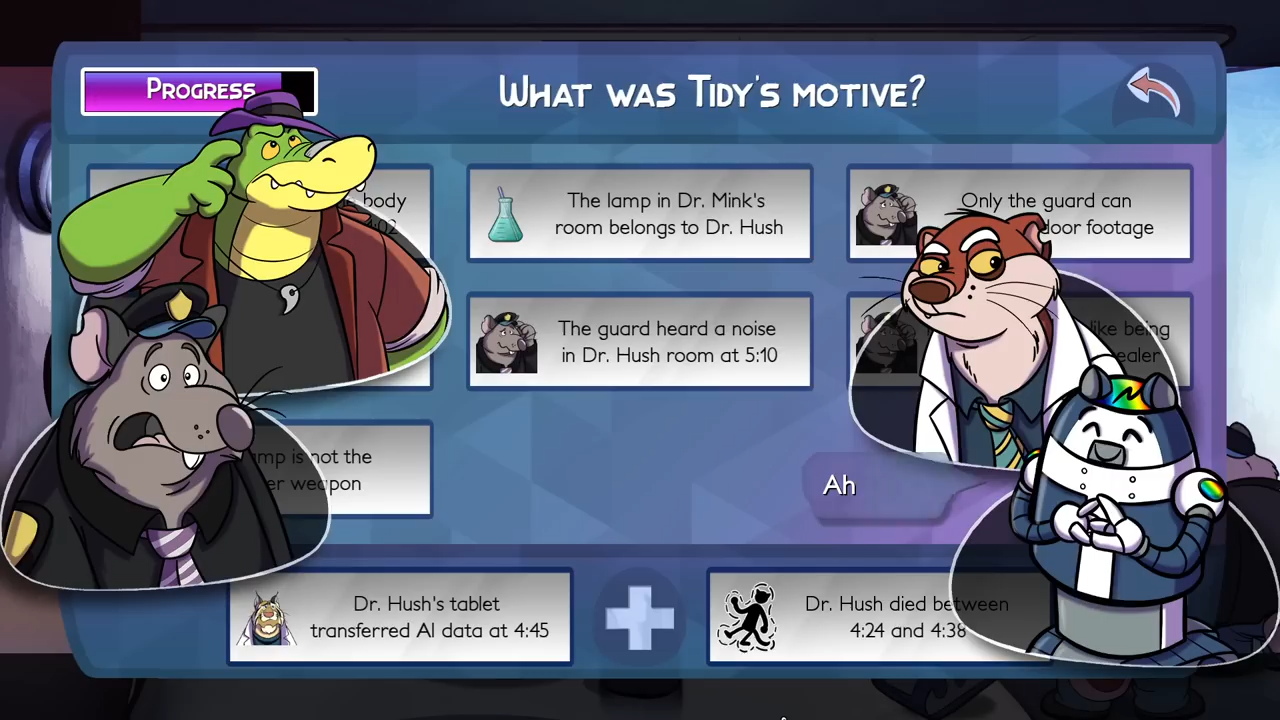 PROGRESS
WHAT WAS TIDY'S MOTIVE?
body
The lamp in Dr. Mink's
room belongs to Dr. Hush
Only the guard can
door footage
The guard heard a noise
in Dr. Hush room at 5:10
like being
is not the
weapon
Ah
Dr. Hush's tablet
transferred AI data at 4:45
Dr. Hush died between
4:24 and 4:38